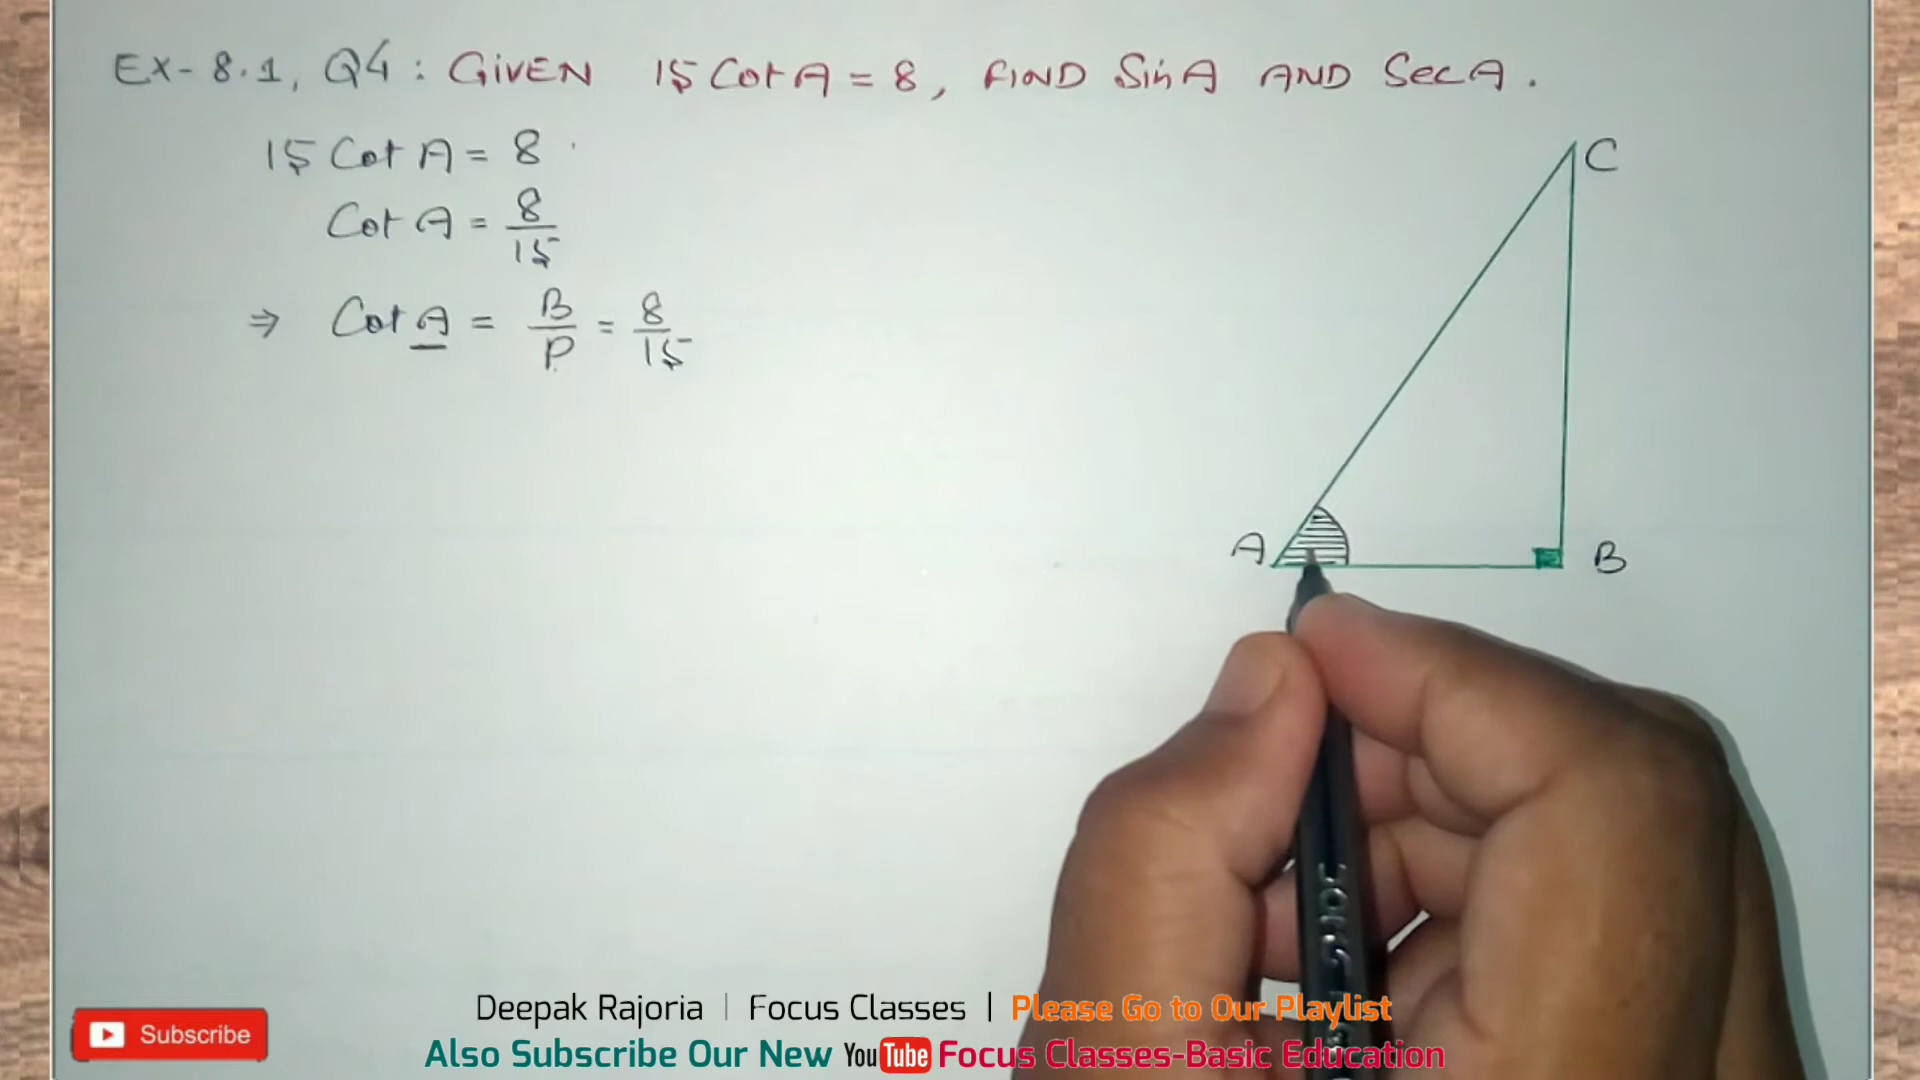 Ex- 8.1, Q4 : GIVEN 15 Cot A = 8, FIND Sin A AND Sec A.
15 Cot A = 8
Cot A = 8/15
⇒ Cot A = B/P = 8/15
C
A
B
Subscribe
Deepak Rajoria | Focus Classes | Please Go to Our Playlist
Also Subscribe Our New YouTube Focus Classes-Basic Education